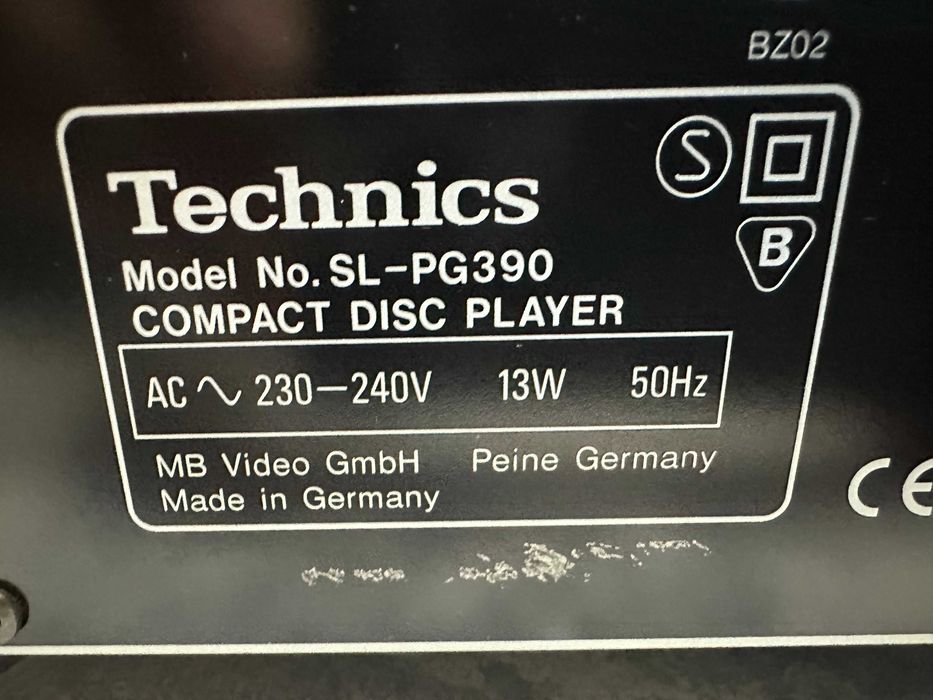 BZ02
S
Technics
B
Model No. SL-PG390
COMPACT DISC PLAYER
AC ∿ 230–240V 13W 50Hz
MB Video GmbH Peine Germany
Made in Germany
CE